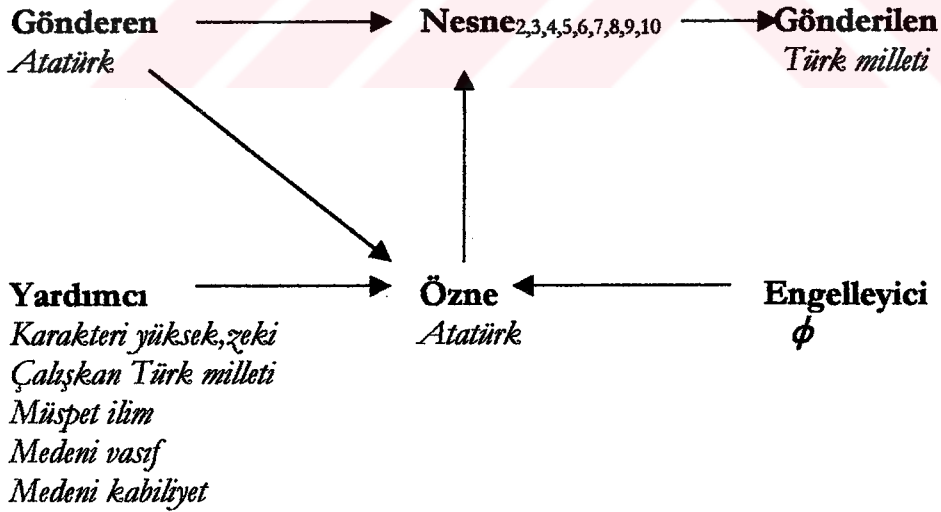 Gönderen Nesne2,3,4,5,6,7,8,9,10 Gönderilen
Atatürk Türk milleti
Yardımcı Özne Engelleyici
Karakteri yüksek,zeki Atatürk ϕ
Çalışkan Türk milleti
Müspet ilim
Medeni vasıf
Medeni kabiliyet